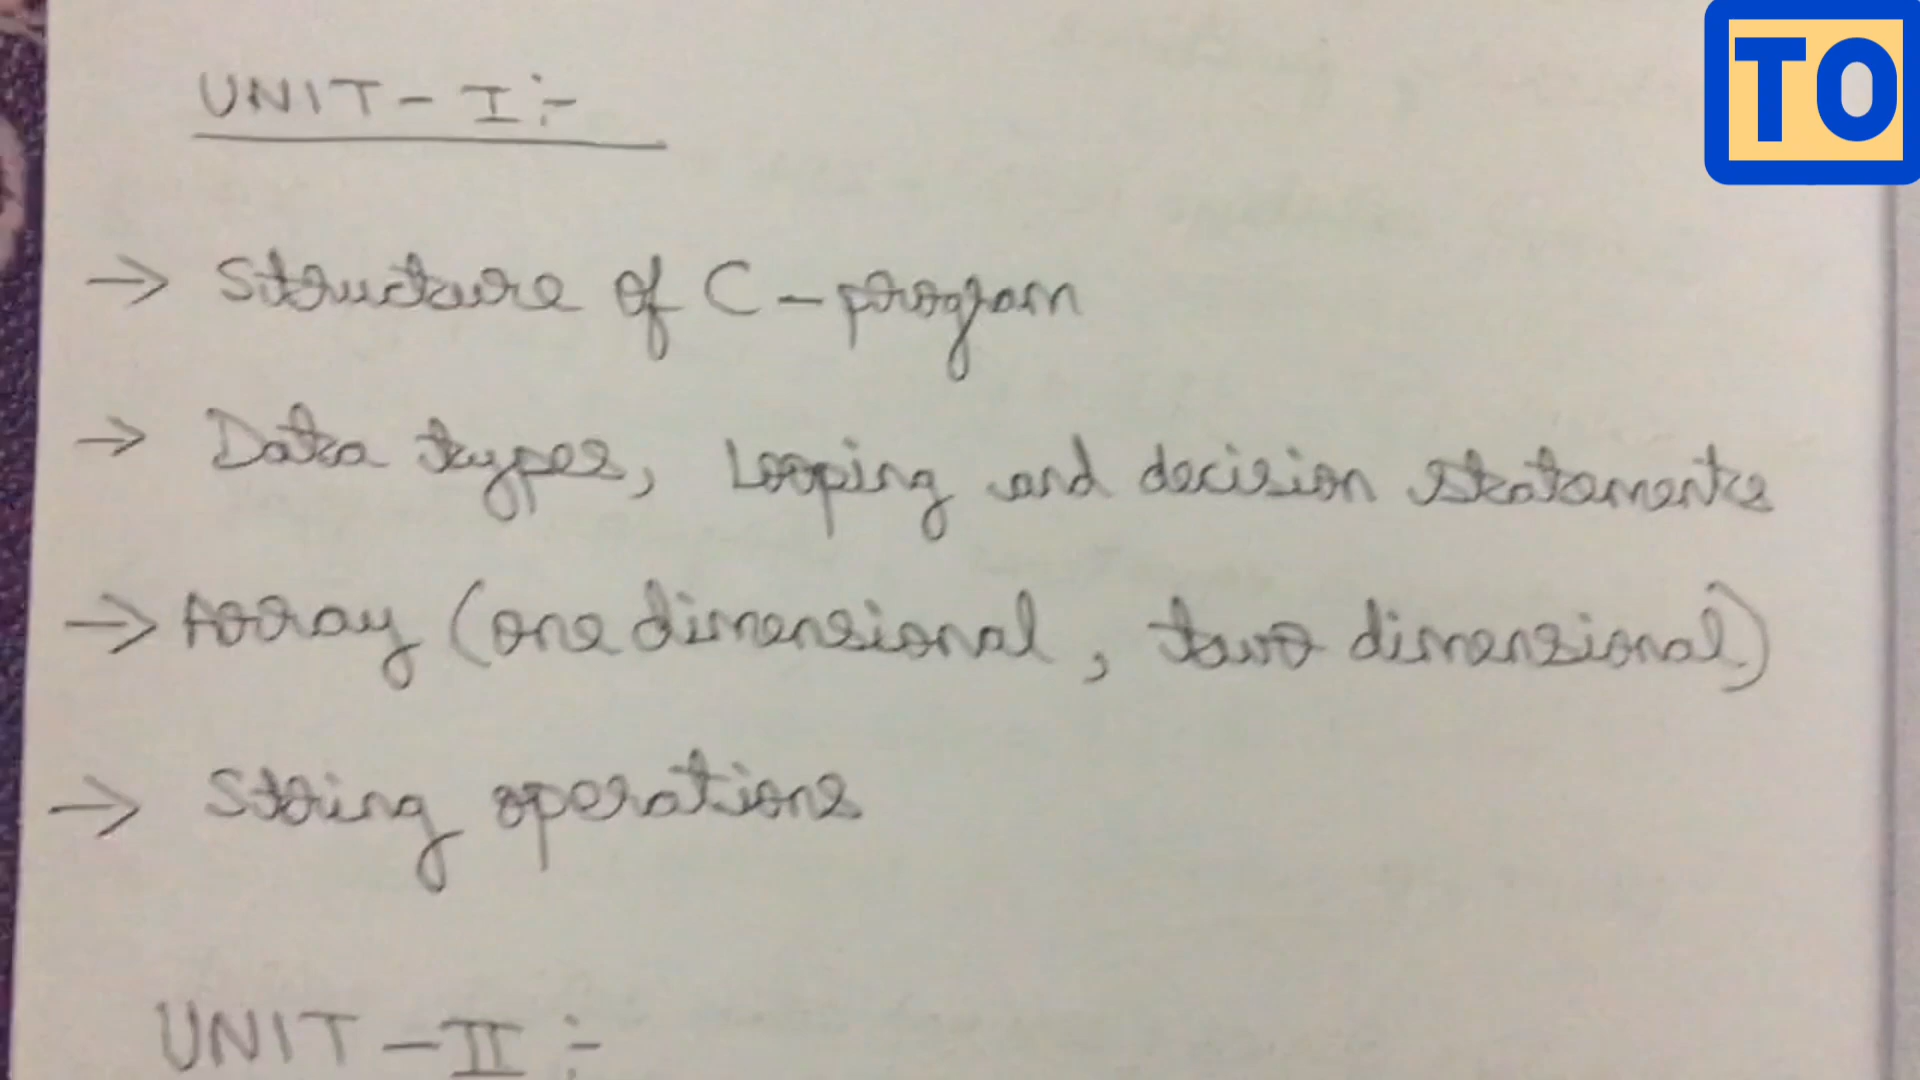 TO
UNIT - I :-
→ Structure of C - program
→ Data types, Looping and decision statements
→ Array (one dimensional, two dimensional)
→ String operations
UNIT - II :-